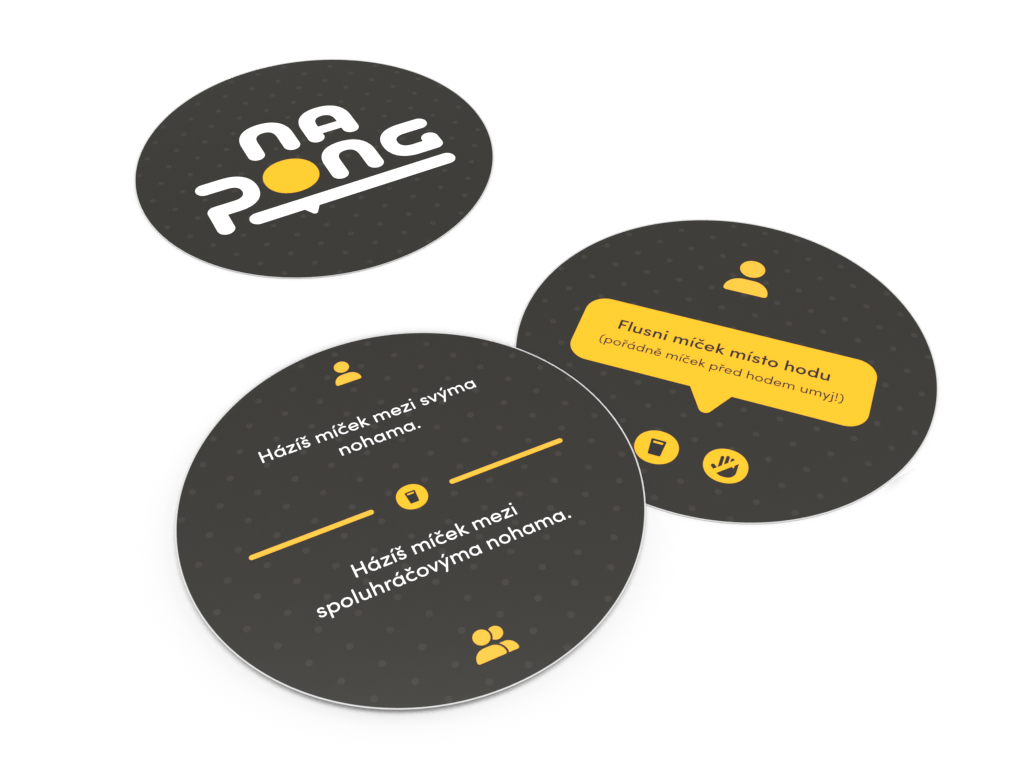 NA
PONG
Flusni míček místo hodu
(pořádně míček před hodem umyj!)
Házíš míček mezi svýma
nohama.
Házíš míček mezi
spoluhráčovýma nohama.